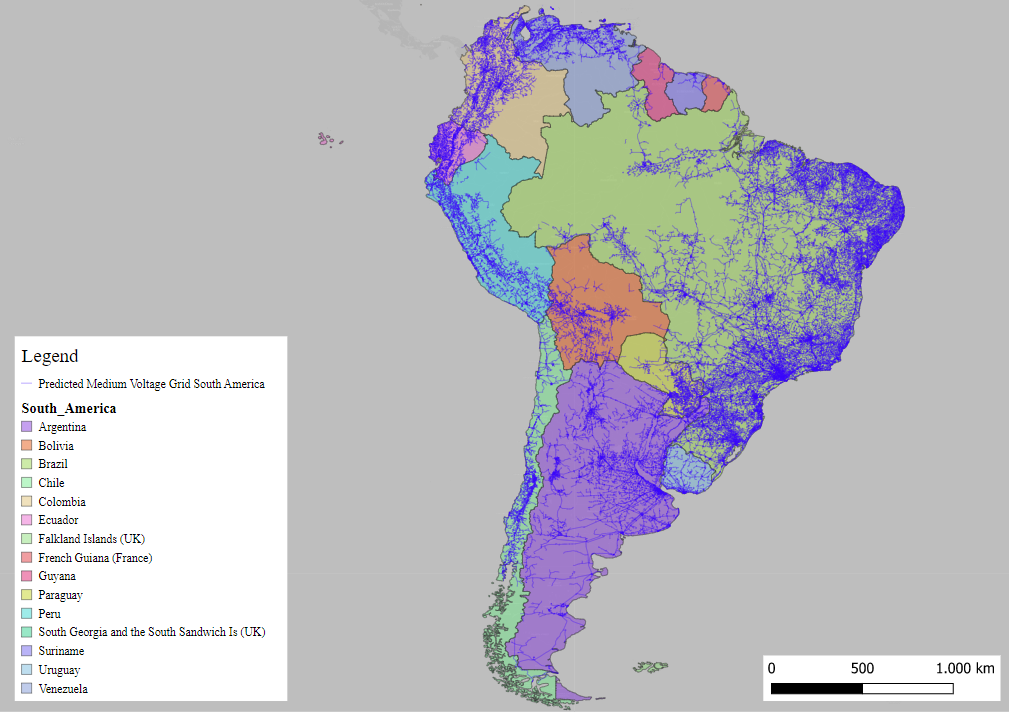 Legend
Predicted Medium Voltage Grid South America
South_America
Argentina
Bolivia
Brazil
Chile
Colombia
Ecuador
Falkland Islands (UK)
French Guiana (France)
Guyana
Paraguay
Peru
South Georgia and the South Sandwich Is (UK)
Suriname
Uruguay
Venezuela
0 500 1.000 km